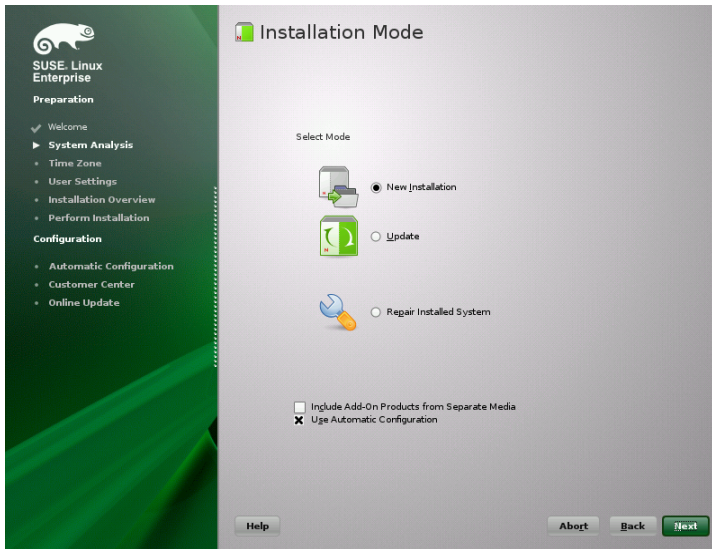 SUSE. Linux
Enterprise
Preparation
Welcome
System Analysis
Time Zone
User Settings
Installation Overview
Perform Installation
Configuration
Automatic Configuration
Customer Center
Online Update
Installation Mode
Select Mode
New Installation
Update
Repair Installed System
Include Add-On Products from Separate Media
Use Automatic Configuration
Help
Abort
Back
Next